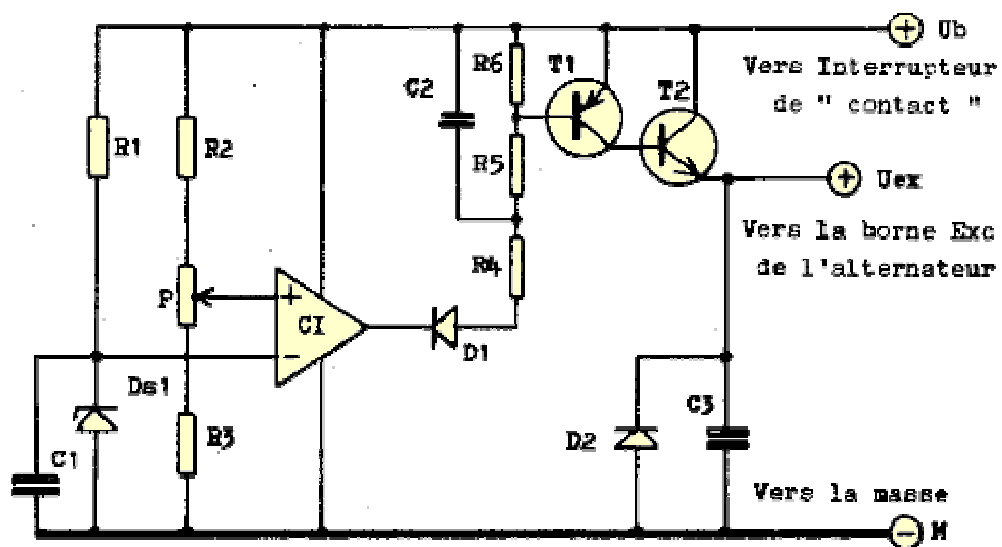 Ub
Vers Interrupteur
de " contact "
R6
T1
C2
T2
R1
R2
R5
Uex
Vers la borne Exc
de l'alternateur
R4
P
+
CI
-
D1
Ds1
C3
R3
D2
C1
Vers la masse
M